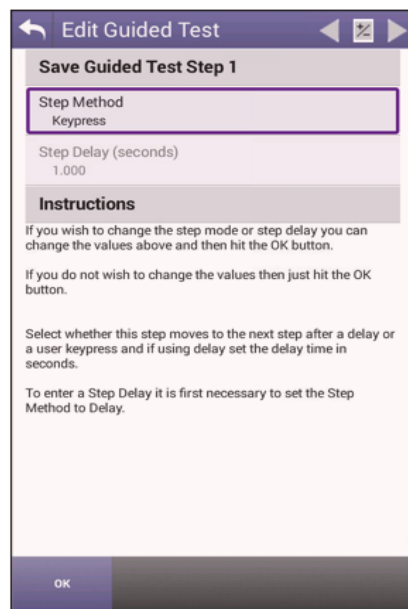 Edit Guided Test
Save Guided Test Step 1
Step Method
Keypress
Step Delay (seconds)
1.000
Instructions
If you wish to change the step mode or step delay you can
change the values above and then hit the OK button.
If you do not wish to change the values then just hit the OK
button.
Select whether this step moves to the next step after a delay or
a user keypress and if using delay set the delay time in
seconds.
To enter a Step Delay it is first necessary to set the Step
Method to Delay.
OK